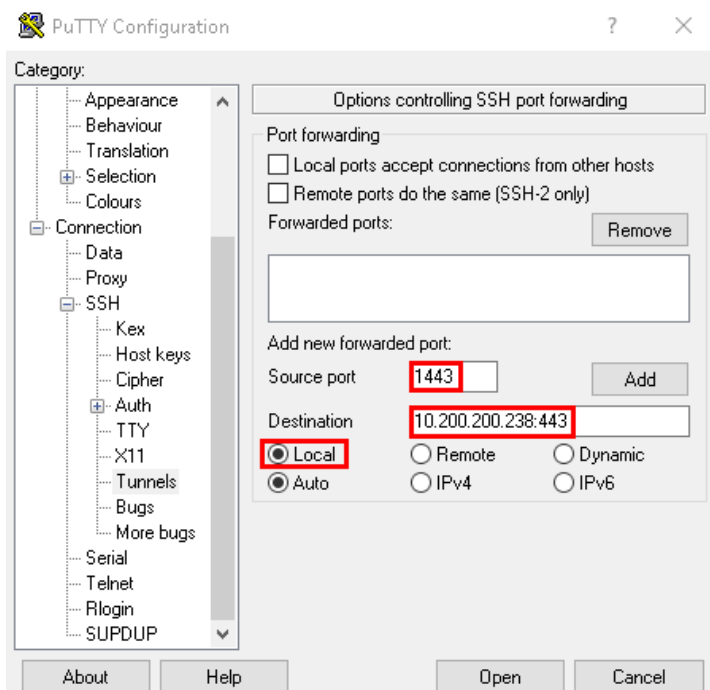 PuTTY Configuration
?
Category:
Appearance
Behaviour
Translation
Selection
Colours
Connection
Data
Proxy
SSH
Kex
Host keys
Cipher
Auth
TTY
X11
Tunnels
Bugs
More bugs
Serial
Telnet
Rlogin
SUPDUP
Options controlling SSH port forwarding
Port forwarding
Local ports accept connections from other hosts
Remote ports do the same (SSH-2 only)
Forwarded ports:
Remove
Add new forwarded port:
Source port 1443 Add
Destination 10.200.200.238:443
Local Remote Dynamic
Auto IPv4 IPv6
About Help Open Cancel